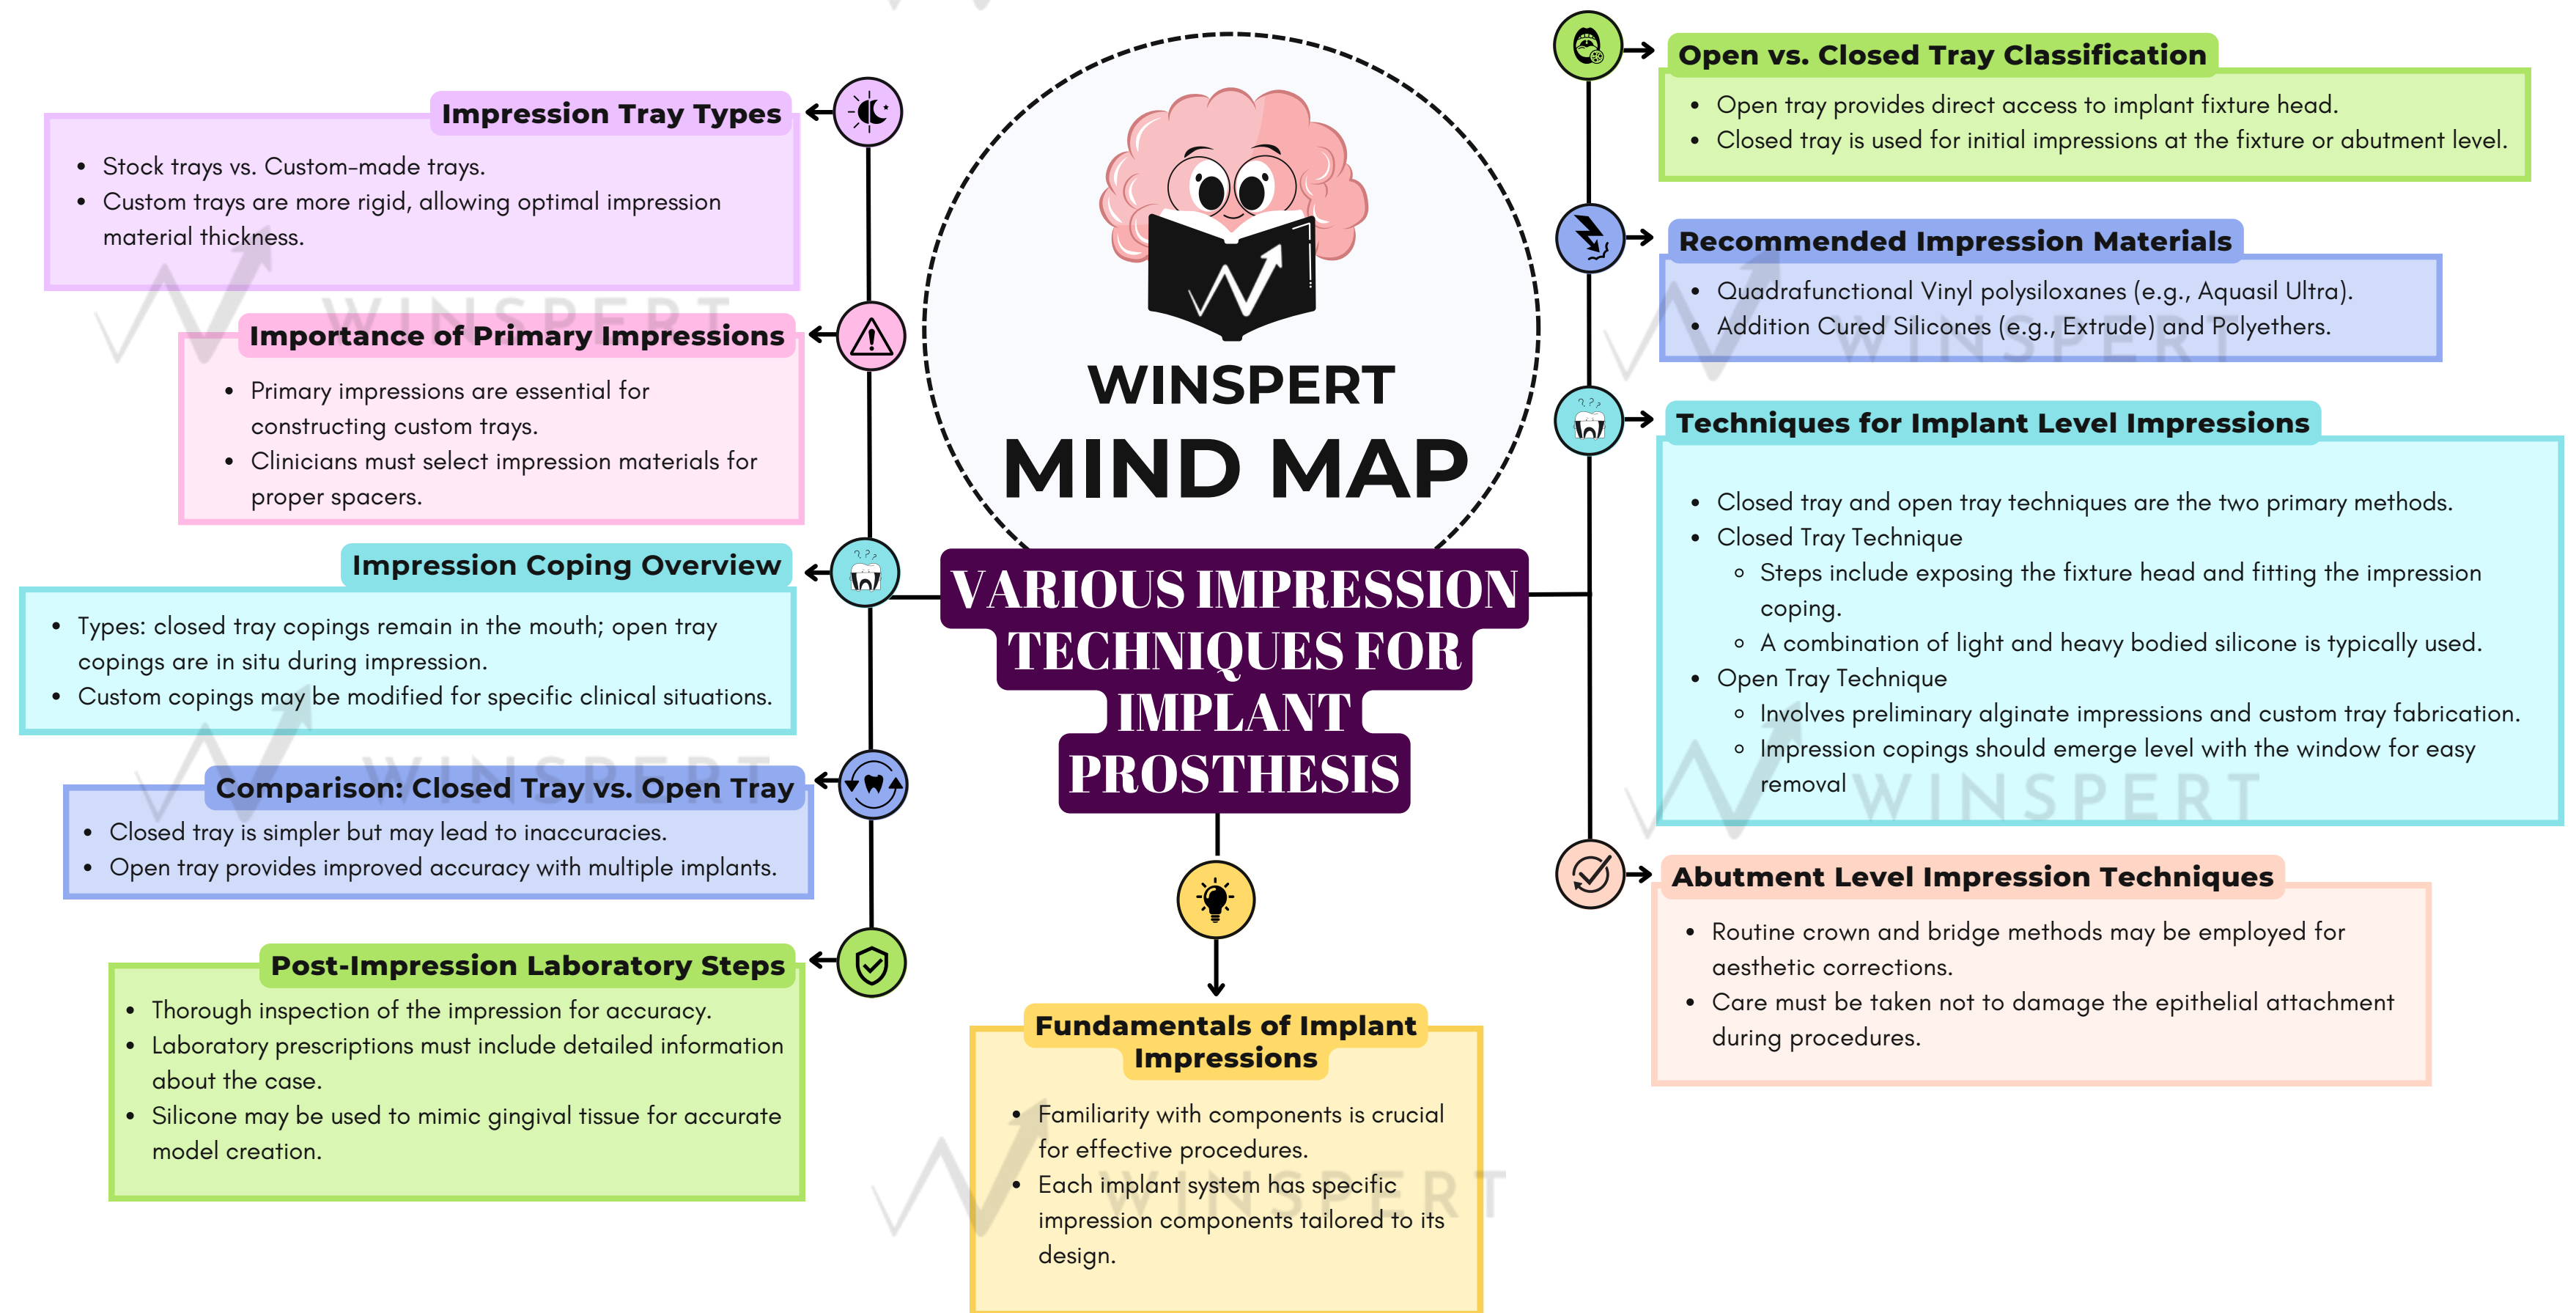 WINSPERT
MIND MAP
VARIOUS IMPRESSION
TECHNIQUES FOR
IMPLANT
PROSTHESIS
Impression Tray Types
• Stock trays vs. Custom-made trays.
• Custom trays are more rigid, allowing optimal impression
material thickness.
WINSPERT
Importance of Primary Impressions
• Primary impressions are essential for
constructing custom trays.
• Clinicians must select impression materials for
proper spacers.
Impression Coping Overview
• Types: closed tray copings remain in the mouth; open tray
copings are in situ during impression.
• Custom copings may be modified for specific clinical situations.
WINSPERT
Comparison: Closed Tray vs. Open Tray
• Closed tray is simpler but may lead to inaccuracies.
• Open tray provides improved accuracy with multiple implants.
Post-Impression Laboratory Steps
• Thorough inspection of the impression for accuracy.
• Laboratory prescriptions must include detailed information
about the case.
• Silicone may be used to mimic gingival tissue for accurate
model creation.
Fundamentals of Implant
Impressions
• Familiarity with components is crucial
for effective procedures.
• Each implant system has specific
impression components tailored to its
design.
WINSPERT
Open vs. Closed Tray Classification
• Open tray provides direct access to implant fixture head.
• Closed tray is used for initial impressions at the fixture or abutment level.
Recommended Impression Materials
• Quadrafunctional Vinyl polysiloxanes (e.g., Aquasil Ultra).
• Addition Cured Silicones (e.g., Extrude) and Polyethers.
WINSPERT
Techniques for Implant Level Impressions
• Closed tray and open tray techniques are the two primary methods.
• Closed Tray Technique
◦ Steps include exposing the fixture head and fitting the impression
coping.
◦ A combination of light and heavy bodied silicone is typically used.
• Open Tray Technique
◦ Involves preliminary alginate impressions and custom tray fabrication.
◦ Impression copings should emerge level with the window for easy
removal
WINSPERT
Abutment Level Impression Techniques
• Routine crown and bridge methods may be employed for
aesthetic corrections.
• Care must be taken not to damage the epithelial attachment
during procedures.